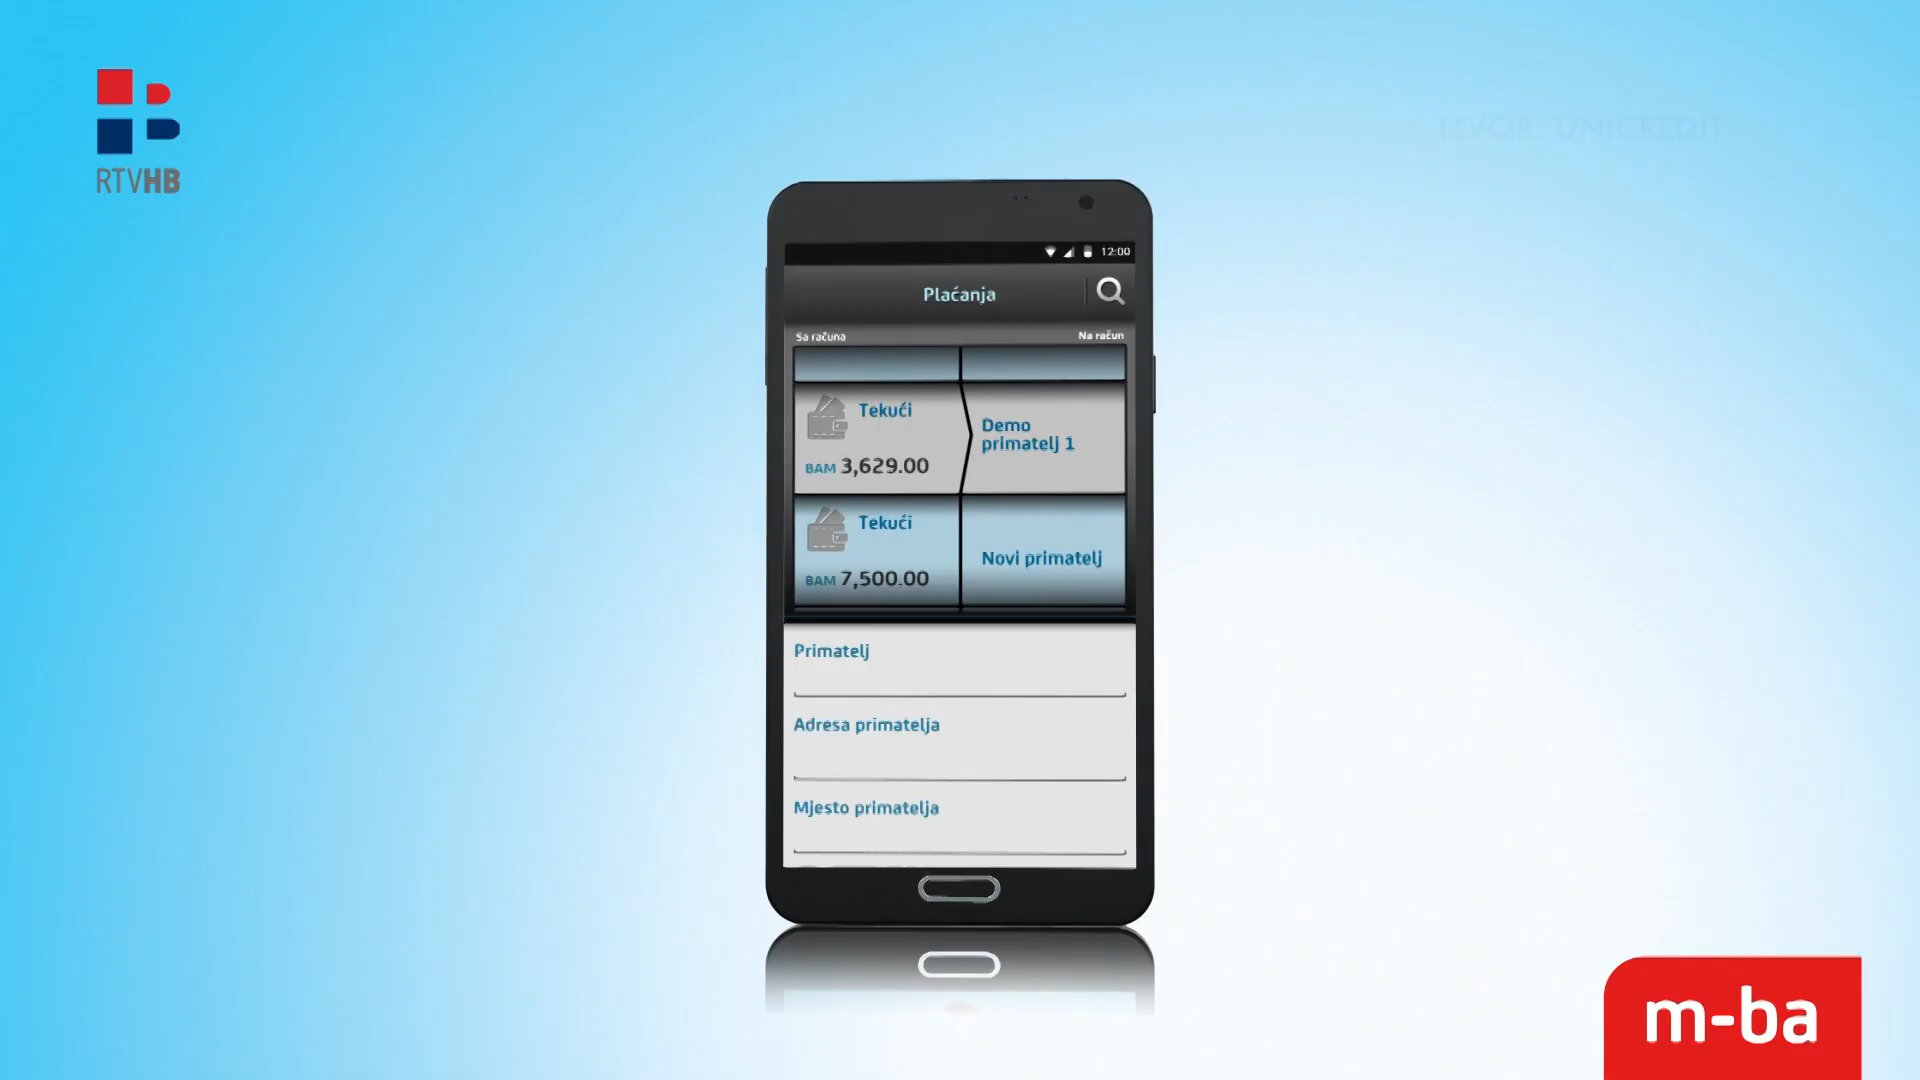 RTVHB
IZVOR: UNICREDIT
12:00
Plaćanja
Sa računa
Na račun
Tekući
BAM 3,629.00
Demo
primatelj 1
Tekući
BAM 7,500.00
Novi primatelj
Primatelj
Adresa primatelja
Mjesto primatelja
m-ba